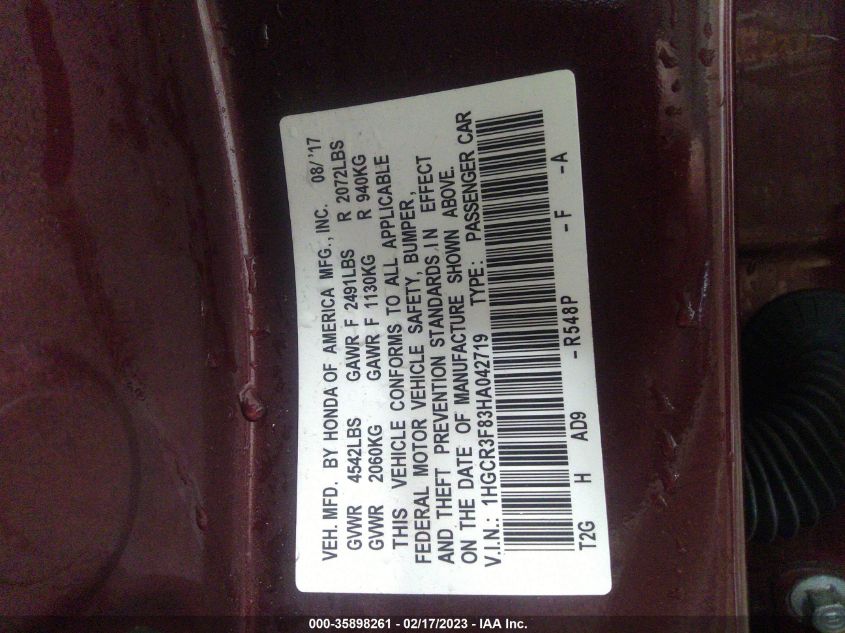 VEH. MFD. BY HONDA OF AMERICA MFG., INC. 08/'17
GVWR 4542LBS GAWR F 2491LBS R 2072LBS
GVWR 2060KG GAWR F 1130KG R 940KG
THIS VEHICLE CONFORMS TO ALL APPLICABLE
FEDERAL MOTOR VEHICLE SAFETY, BUMPER,
AND THEFT PREVENTION STANDARDS IN EFFECT
ON THE DATE OF MANUFACTURE SHOWN ABOVE.
V.I.N.: 1HGCR3F83HA042719 TYPE: PASSENGER CAR
T2G H AD9 - R548P - F - A
000-35898261 - 02/17/2023 - IAA Inc.